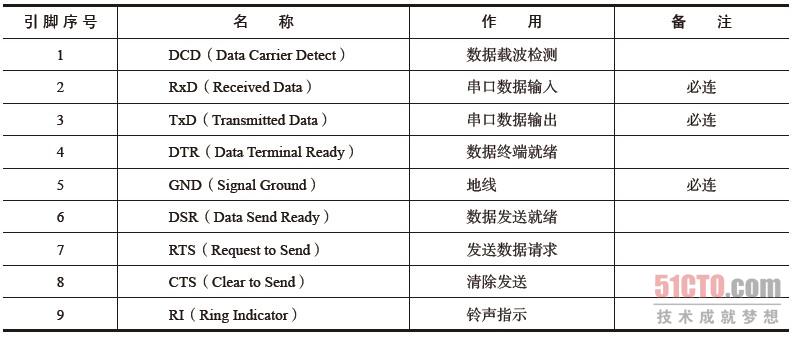 引脚序号 名 称 作 用 备 注
1 DCD（Data Carrier Detect） 数据载波检测
2 RxD（Received Data） 串口数据输入 必连
3 TxD（Transmitted Data） 串口数据输出 必连
4 DTR（Data Terminal Ready） 数据终端就绪
5 GND（Signal Ground） 地线 必连
6 DSR（Data Send Ready） 数据发送就绪
7 RTS（Request to Send） 发送数据请求
8 CTS（Clear to Send） 清除发送
9 RI（Ring Indicator） 铃声指示
51CTO.com
技术成就梦想